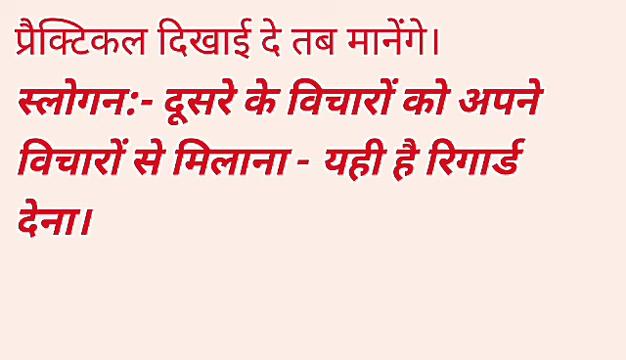 प्रैक्टिकल दिखाई दे तब मानेंगे।
स्लोगन:- दूसरे के विचारों को अपने
विचारों से मिलाना - यही है रिगार्ड
देना।